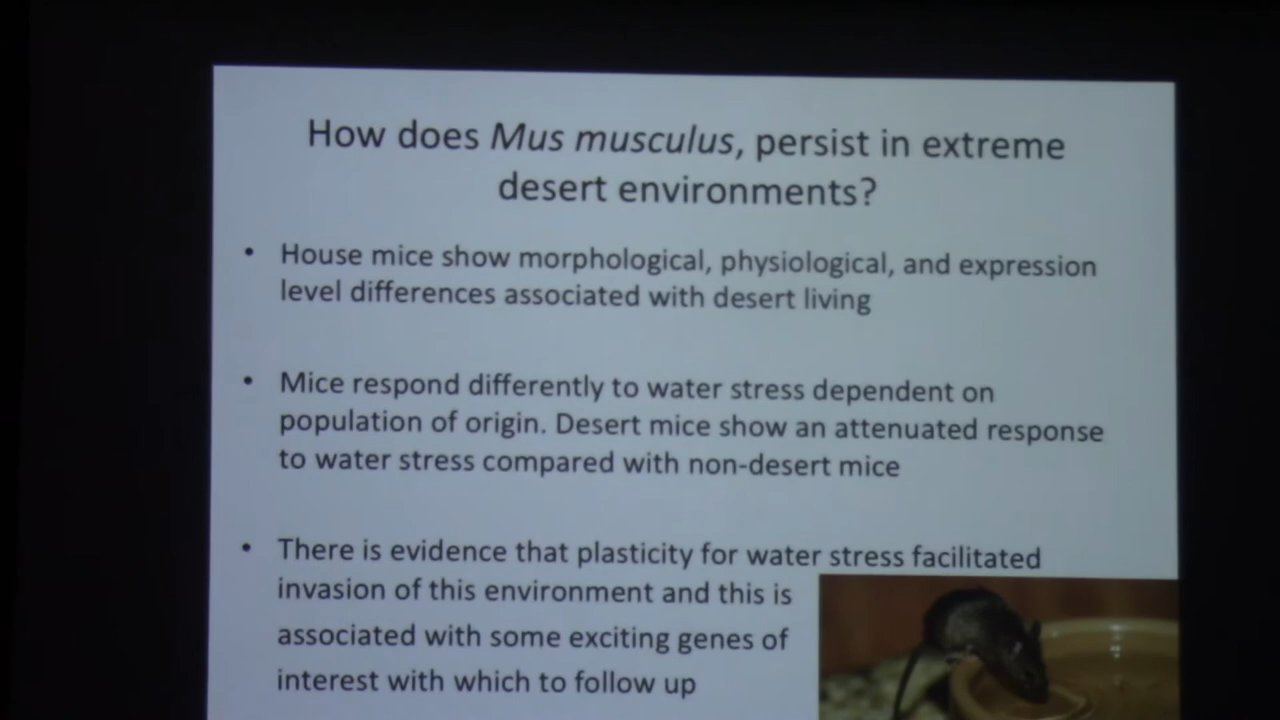 How does Mus musculus, persist in extreme
desert environments?
• House mice show morphological, physiological, and expression
level differences associated with desert living
• Mice respond differently to water stress dependent on
population of origin. Desert mice show an attenuated response
to water stress compared with non-desert mice
• There is evidence that plasticity for water stress facilitated
invasion of this environment and this is
associated with some exciting genes of
interest with which to follow up